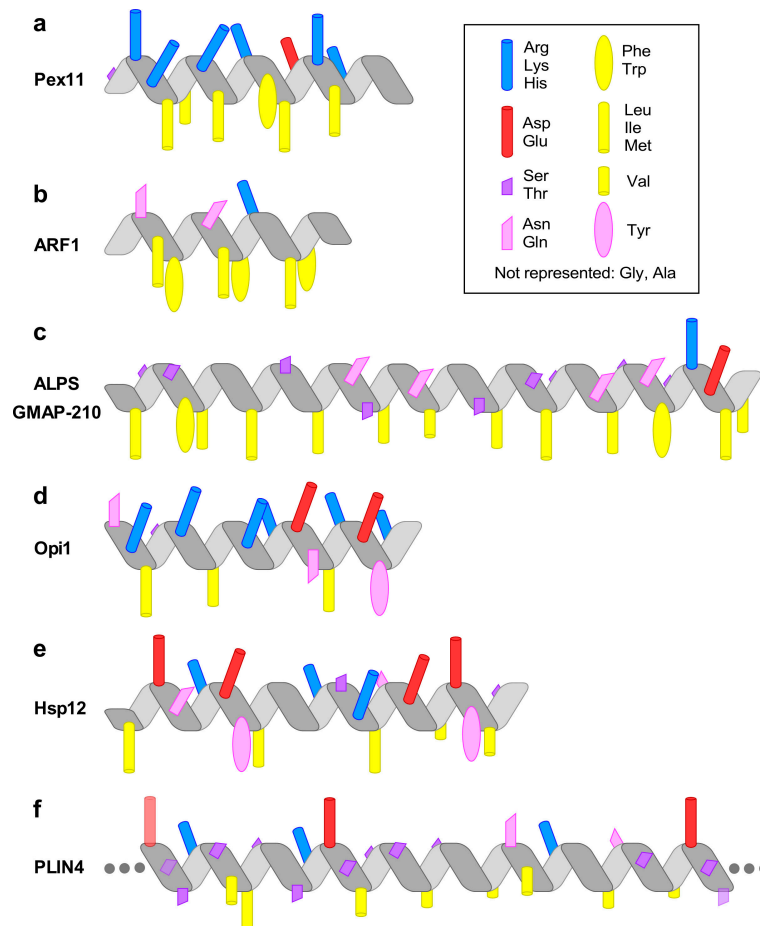 a
Pex11
Arg
Lys
His
Phe
Trp
Asp
Glu
Leu
Ile
Met
Ser
Thr
Val
Asn
Gln
Tyr
Not represented: Gly, Ala
b
ARF1
c
ALPS
GMAP-210
d
Opi1
e
Hsp12
f
PLIN4